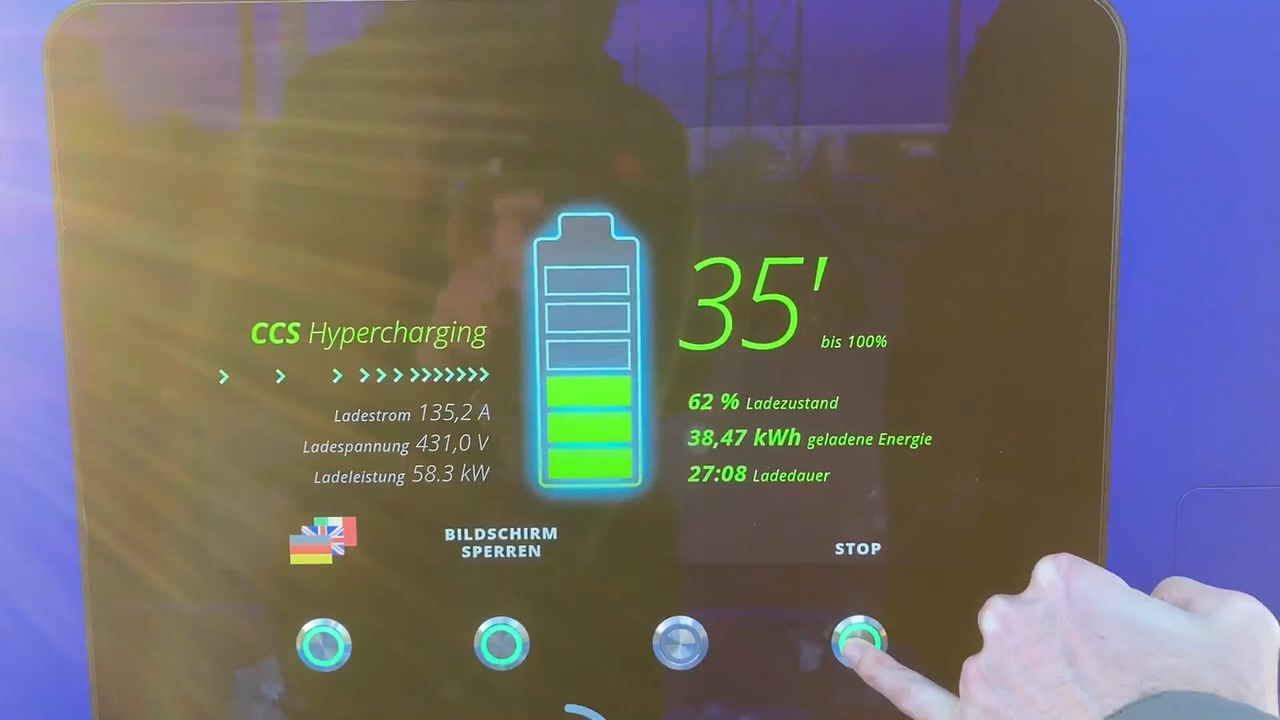 CCS Hypercharging
Ladestrom 135,2 A
Ladespannung 431,0 V
Ladeleistung 58.3 kW
35'
bis 100%
62 % Ladezustand
38,47 kWh geladene Energie
27:08 Ladedauer
BILDSCHIRM
SPERREN
STOP